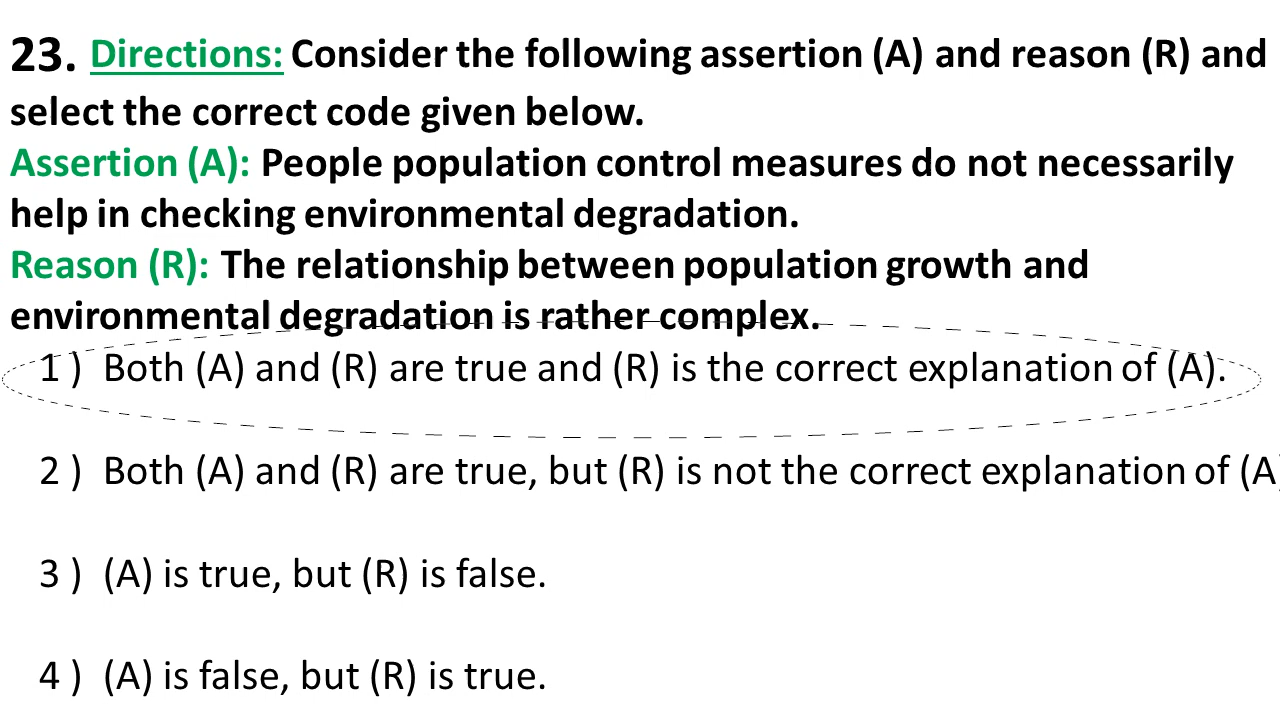 23. Directions: Consider the following assertion (A) and reason (R) and
select the correct code given below.
Assertion (A): People population control measures do not necessarily
help in checking environmental degradation.
Reason (R): The relationship between population growth and
environmental degradation is rather complex.
1 ) Both (A) and (R) are true and (R) is the correct explanation of (A).
2 ) Both (A) and (R) are true, but (R) is not the correct explanation of (A)
3 ) (A) is true, but (R) is false.
4 ) (A) is false, but (R) is true.